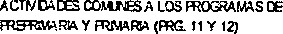 ACTIVIDADES COMUNES A LOS PROGRAMAS DE
PREPRIMARIA Y PRIMARIA (PRG. 11 Y 12)